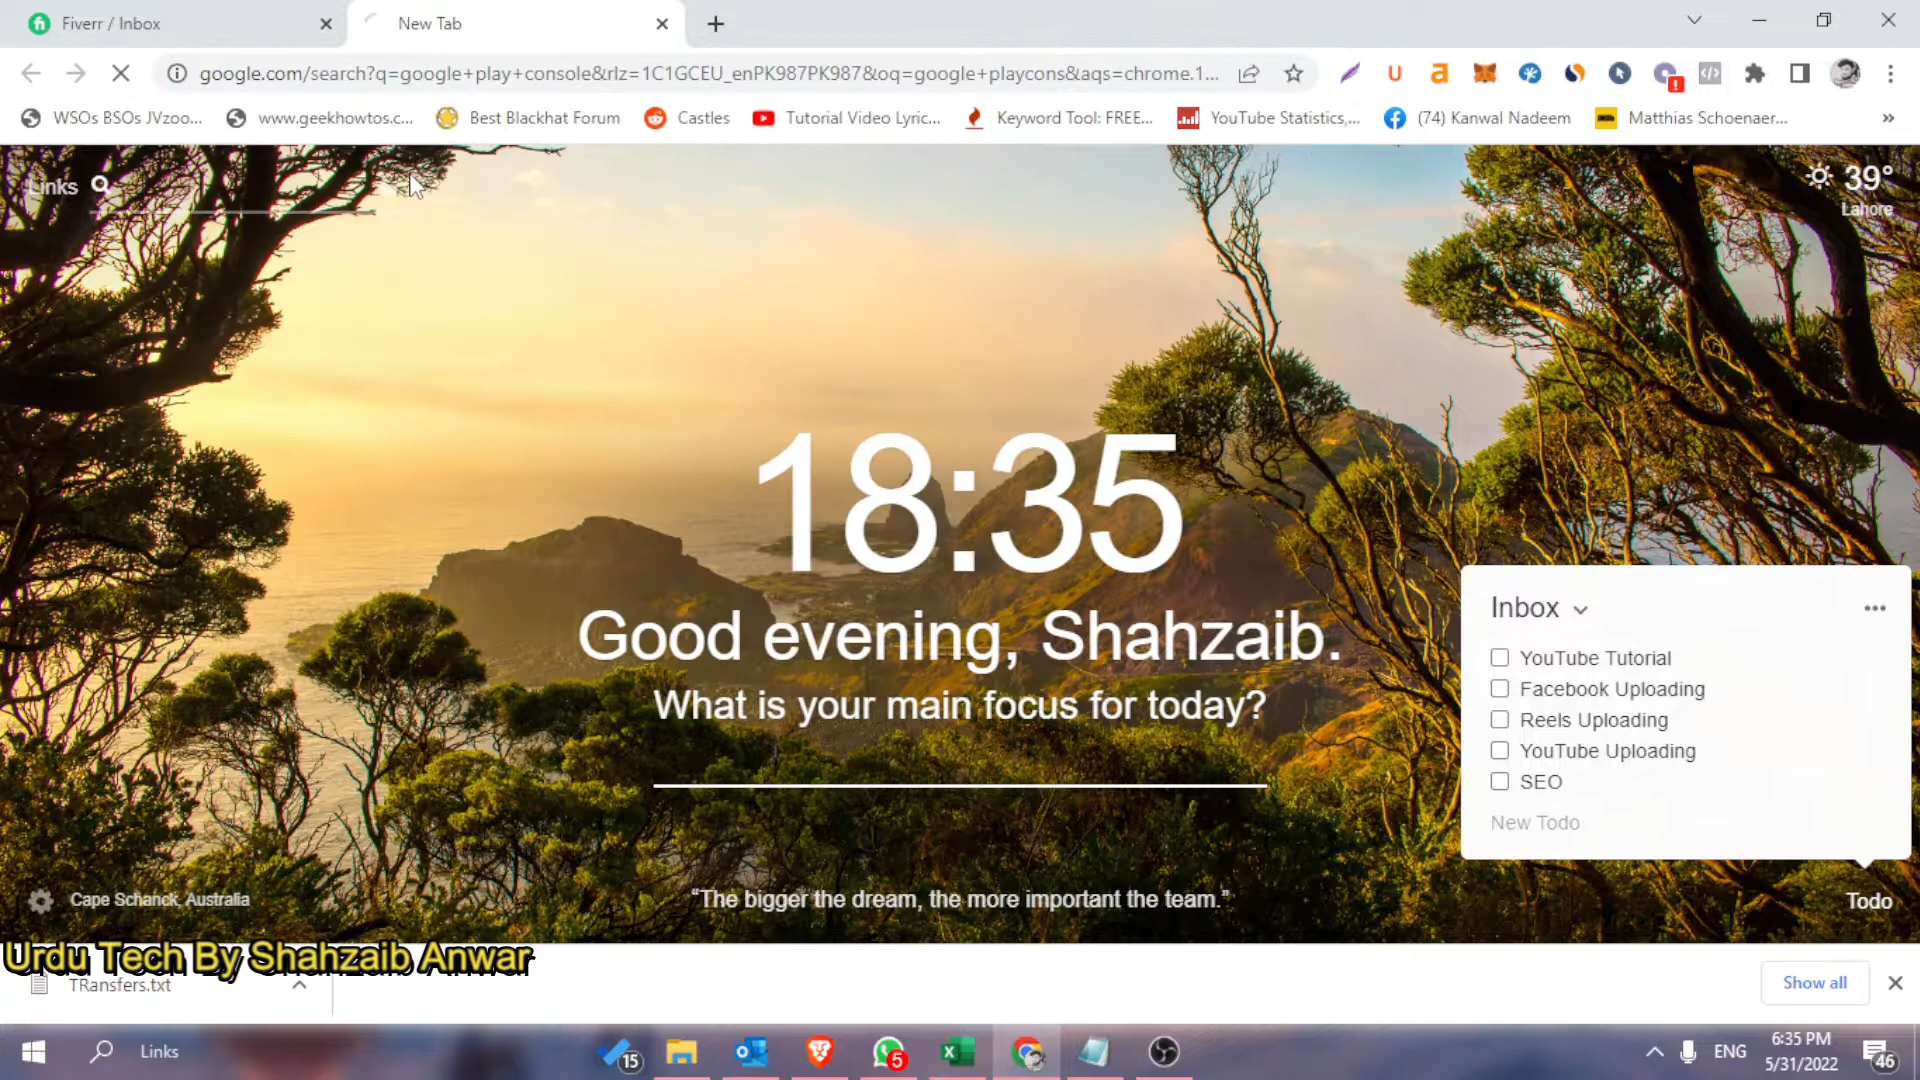 Fiverr / Inbox
New Tab
google.com/search?q=google+play+console&rlz=1C1GCEU_enPK987PK987&oq=google+playcons&aqs=chrome.1...
WSOs BSOs JVzoo...
www.geekhowtos.c...
Best Blackhat Forum
Castles
Tutorial Video Lyric...
Keyword Tool: FREE...
YouTube Statistics,...
(74) Kanwal Nadeem
Matthias Schoenaer...
»
Links
39°
Lahore
18:35
Good evening, Shahzaib.
What is your main focus for today?
Inbox
YouTube Tutorial
Facebook Uploading
Reels Uploading
YouTube Uploading
SEO
New Todo
Cape Schanck, Australia
“The bigger the dream, the more important the team.”
Todo
Urdu Tech By Shahzaib Anwar
TRansfers.txt
Show all
Links
15
5
ENG
6:35 PM
5/31/2022
46